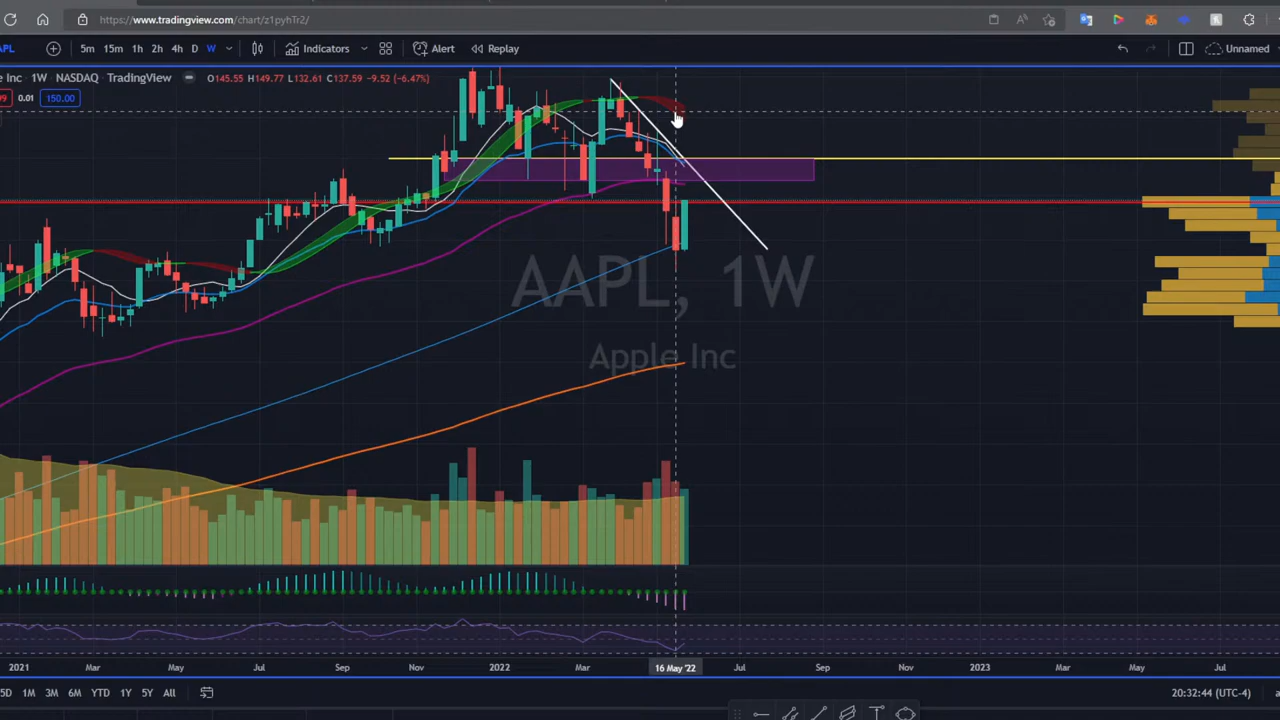 https://www.tradingview.com/chart/z1pyhTr2/
APL 5m 15m 1h 2h 4h D W Indicators Alert Replay Unnamed
e Inc 1W NASDAQ TradingView O145.55 H149.77 L132.61 C137.59 -9.52 (-6.47%)
99 0.01 150.00
AAPL, 1W
Apple Inc
2021 Mar May Jul Sep Nov 2022 Mar 16 May '22 Jul Sep Nov 2023 Mar May Jul
5D 1M 3M 6M YTD 1Y 5Y All 20:32:44 (UTC-4) a